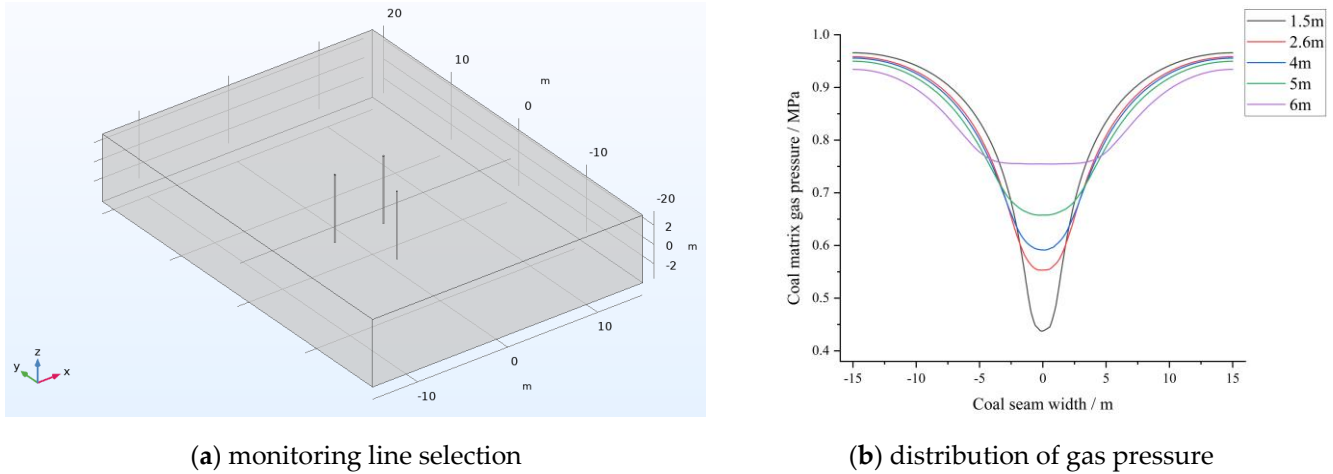 20
10
m
0
-10
-20
2
0
m
-2
10
0
m
-10
z
y
x
1.5m
2.6m
4m
5m
6m
1.0
0.9
0.8
0.7
0.6
0.5
0.4
Coal matrix gas pressure / MPa
-15 -10 -5 0 5 10 15
Coal seam width / m
(a) monitoring line selection
(b) distribution of gas pressure